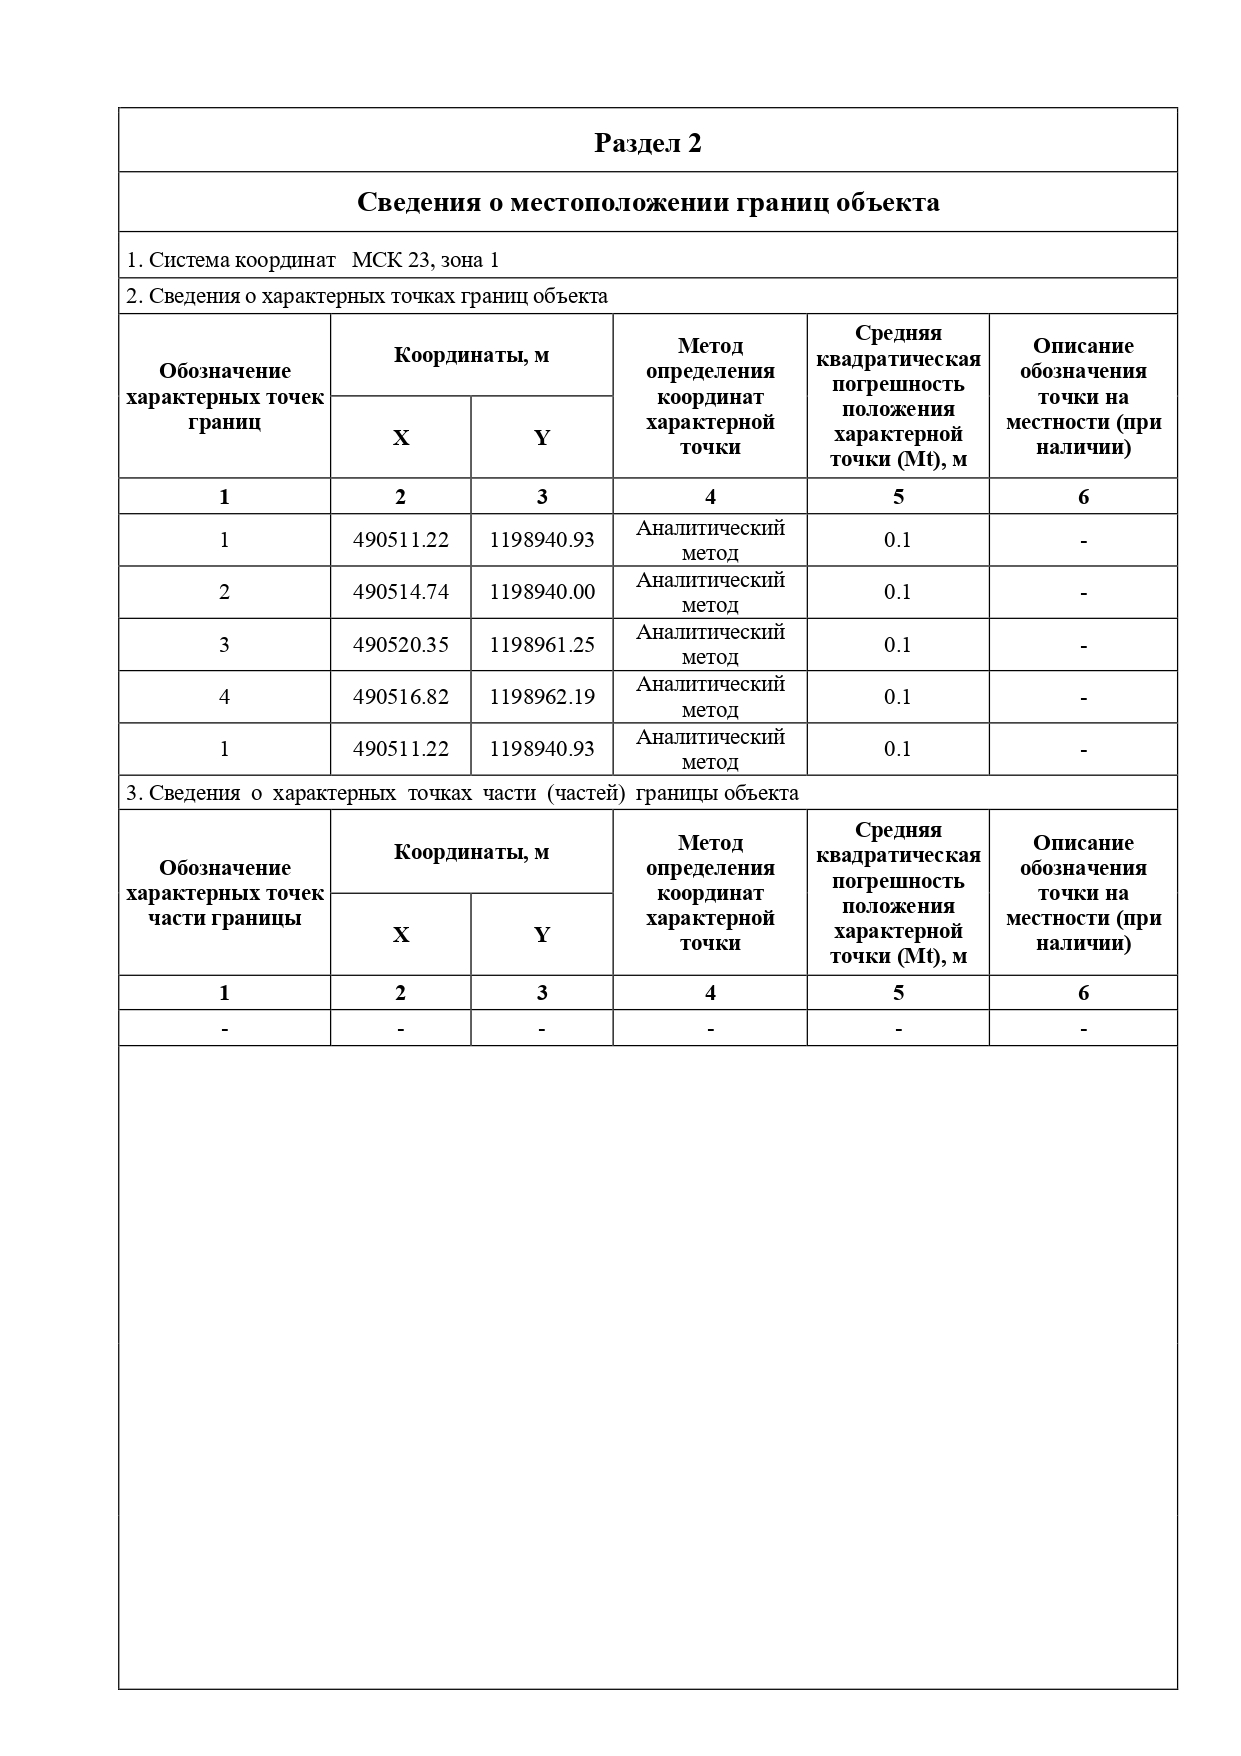 Раздел 2
Сведения о местоположении границ объекта
1. Система координат МСК 23, зона 1
2. Сведения о характерных точках границ объекта
Обозначение
характерных точек
границ
Координаты, м
X
Y
Метод
определения
координат
характерной
точки
Средняя
квадратическая
погрешность
положения
характерной
точки (Mt), м
Описание
обозначения
точки на
местности (при
наличии)
1 2 3 4 5 6
1 490511.22 1198940.93 Аналитический
метод 0.1 -
2 490514.74 1198940.00 Аналитический
метод 0.1 -
3 490520.35 1198961.25 Аналитический
метод 0.1 -
4 490516.82 1198962.19 Аналитический
метод 0.1 -
1 490511.22 1198940.93 Аналитический
метод 0.1 -
3. Сведения о характерных точках части (частей) границы объекта
Обозначение
характерных точек
части границы
Координаты, м
X
Y
Метод
определения
координат
характерной
точки
Средняя
квадратическая
погрешность
положения
характерной
точки (Mt), м
Описание
обозначения
точки на
местности (при
наличии)
1 2 3 4 5 6
- - - - - -